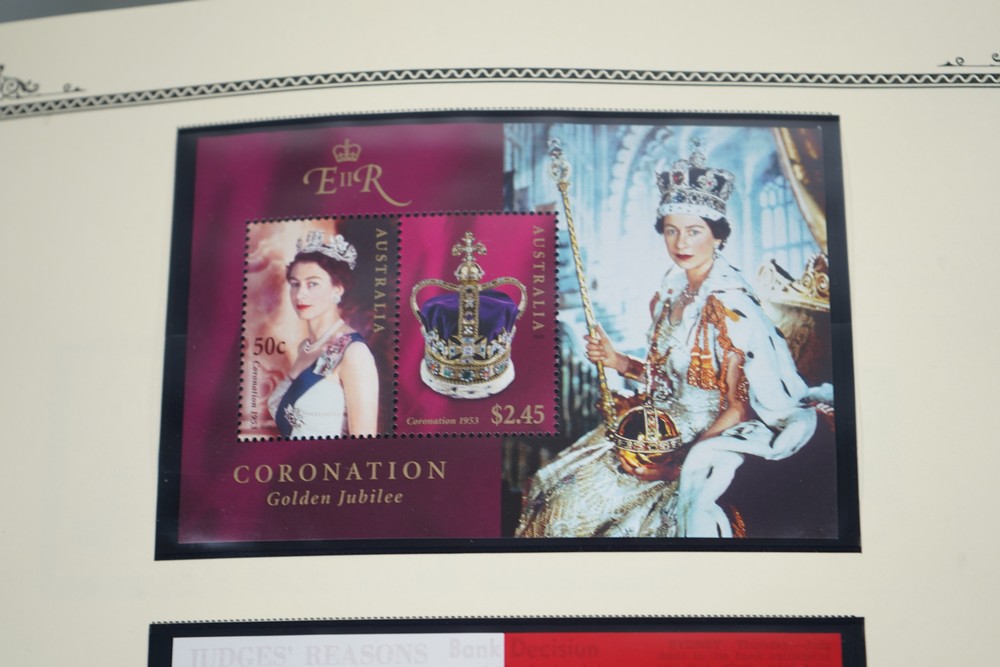 EIIR
AUSTRALIA
50c
Coronation 1953
AUSTRALIA
Coronation 1953
$2.45
CORONATION
Golden Jubilee
JUDGES' REASONS
Bank Decision